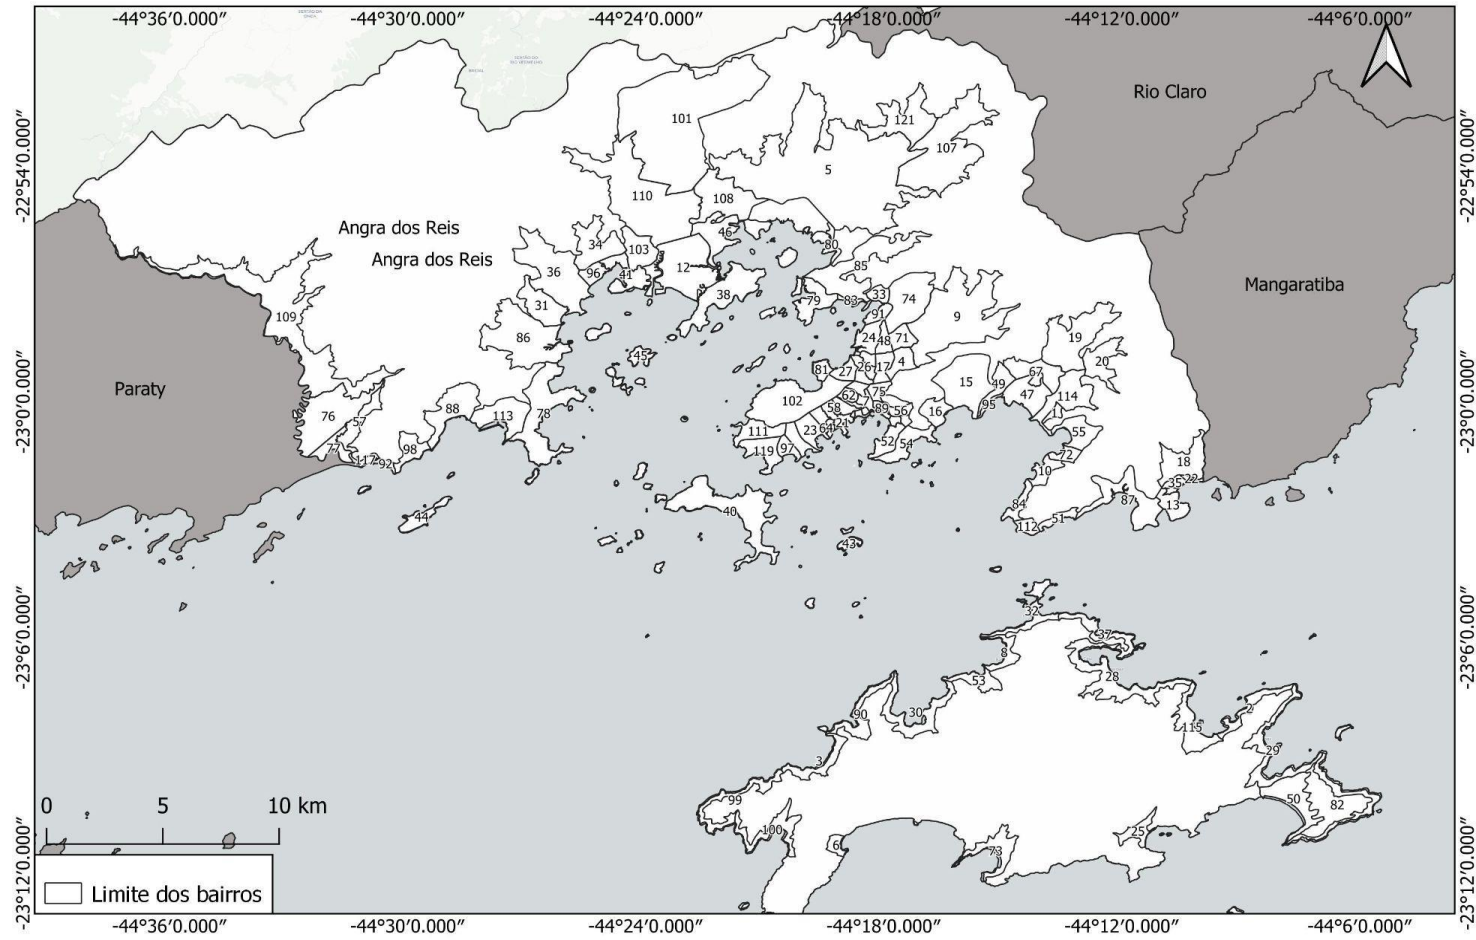 -44°36′0.000″ -44°30′0.000″ -44°24′0.000″ -44°18′0.000″ -44°12′0.000″ -44°6′0.000″
Rio Claro
101
121
107
5
-22°54′0.000″ -22°54′0.000″
110
108
Angra dos Reis
46
34 103 80
Angra dos Reis
36 96 41 12 85
Mangaratiba
38 79 83 33 74
31
109 91 9
86 24 48 71 19
45
20
81 27 26 17 4
67
Paraty
15 49
-23°0′0.000″ -23°0′0.000″
102 62 75 47 114
88 113 78 58 89 56 16 95 11
76 57
111 23 64 21 55
77 98 119 97 52 54 72
117 92 18
10 35 22
44 40 84 87 13
112 51
43
32
-23°6′0.000″ -23°6′0.000″
37
8
53 28
90 30 2
115
3 29
99 50 82
0 5 10 km
100 25
6 73
-23°12′0.000″ -23°12′0.000″
Limite dos bairros
-44°36′0.000″ -44°30′0.000″ -44°24′0.000″ -44°18′0.000″ -44°12′0.000″ -44°6′0.000″